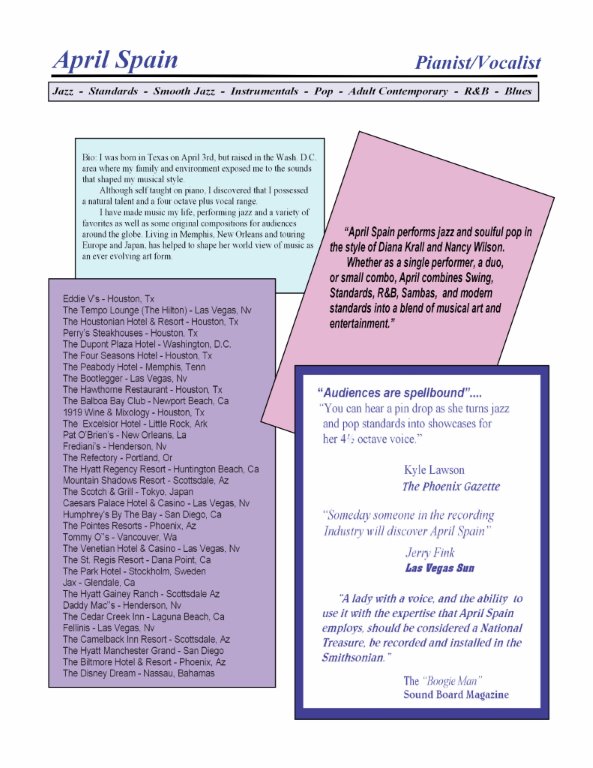 April Spain
Pianist/Vocalist
Jazz - Standards - Smooth Jazz - Instrumentals - Pop - Adult Contemporary - R&B - Blues
Bio: I was born in Texas on April 3rd, but raised in the Wash. D.C.
area where my family and environment exposed me to the sounds
that shaped my musical style.
Although self taught on piano, I discovered that I possessed
a natural talent and a four octave plus vocal range.
I have made music my life, performing jazz and a variety of
favorites as well as some original compositions for audiences
around the globe. Living in Memphis, New Orleans and touring
Europe and Japan, has helped to shape her world view of music as
an ever evolving art form.
"April Spain performs jazz and soulful pop in
the style of Diana Krall and Nancy Wilson.
Whether as a single performer, a duo,
or small combo, April combines Swing,
Standards, R&B, Sambas, and modern
standards into a blend of musical art and
entertainment."
Eddie V's - Houston, Tx
The Tempo Lounge (The Hilton) - Las Vegas, Nv
The Houstonian Hotel & Resort - Houston, Tx
Perry's Steakhouses - Houston. Tx
The Dupont Plaza Hotel - Washington, D.C.
The Four Seasons Hotel - Houston, Tx
The Peabody Hotel - Memphis, Tenn
The Bootlegger - Las Vegas, Nv
The Hawthorne Restaurant - Houston, Tx
The Balboa Bay Club - Newport Beach, Ca
1919 Wine & Mixology - Houston, Tx
The Excelsior Hotel - Little Rock, Ark
Pat O'Brien's - New Orleans, La
Frediani's - Henderson, Nv
The Refectory - Portland, Or
The Hyatt Regency Resort - Huntington Beach, Ca
Mountain Shadows Resort - Scottsdale, Az
The Scotch & Grill - Tokyo, Japan
Caesars Palace Hotel & Casino - Las Vegas, Nv
Humphrey's By The Bay - San Diego, Ca
The Pointes Resorts - Phoenix, Az
Tommy O"s - Vancouver, Wa
The Venetian Hotel & Casino - Las Vegas, Nv
The St. Regis Resort - Dana Point, Ca
The Park Hotel - Stockholm, Sweden
Jax - Glendale, Ca
The Hyatt Gainey Ranch - Scottsdale Az
Daddy Mac"s - Henderson, Nv
The Cedar Creek Inn - Laguna Beach, Ca
Fellinis - Las Vegas, Nv
The Camelback Inn Resort - Scottsdale, Az
The Hyatt Manchester Grand - San Diego
The Biltmore Hotel & Resort - Phoenix, Az
The Disney Dream - Nassau, Bahamas
"Audiences are spellbound"....
"You can hear a pin drop as she turns jazz
and pop standards into showcases for
her 4½ octave voice."
Kyle Lawson
The Phoenix Gazette
"Someday someone in the recording
Industry will discover April Spain"
Jerry Fink
Las Vegas Sun
"A lady with a voice, and the ability to
use it with the expertise that April Spain
employs, should be considered a National
Treasure, be recorded and installed in the
Smithsonian."
The "Boogie Man"
Sound Board Magazine